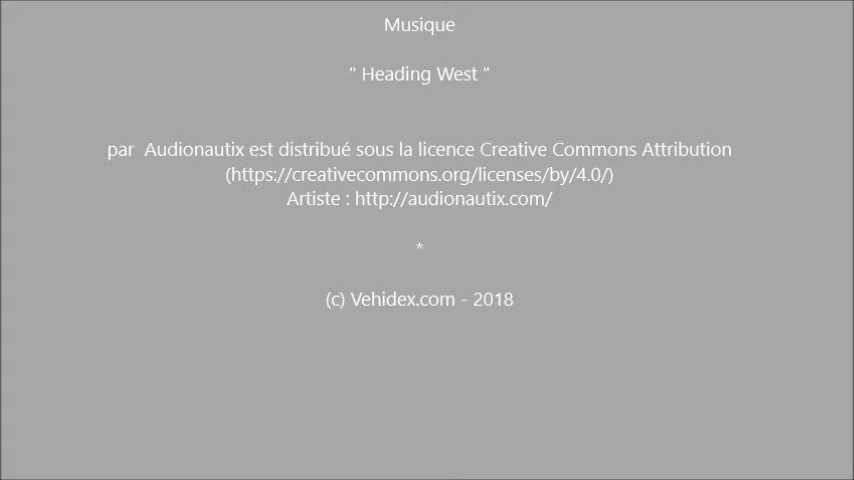 Musique
" Heading West "
par  Audionautix est distribué sous la licence Creative Commons Attribution
(https://creativecommons.org/licenses/by/4.0/)
Artiste : http://audionautix.com/
*
(c) Vehidex.com - 2018